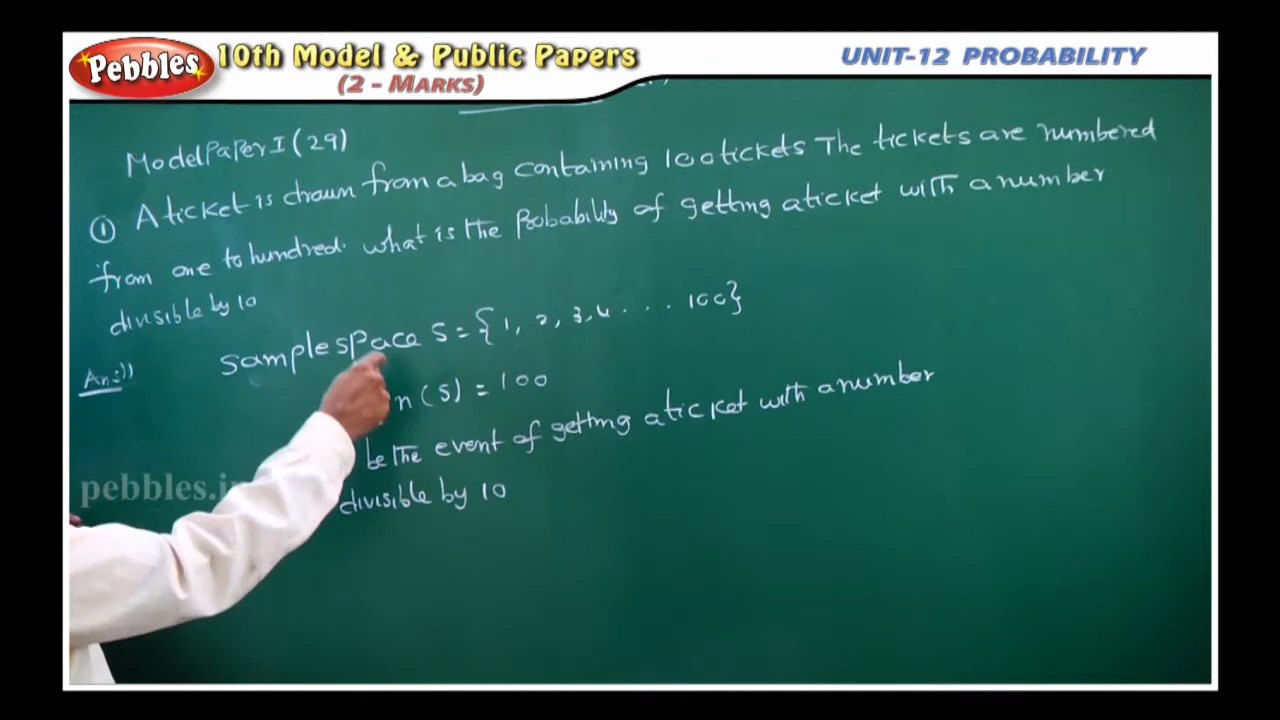 Pebbles
10th Model & Public Papers
(2 - MARKS)
UNIT-12 PROBABILITY
Model Paper I (29)
① A ticket is drawn from a bag containing 100 tickets The tickets are numbered
from one to hundred. what is the Probability of getting a ticket with a number
divisible by 10
Ans:))
Sample space S = {1, 2, 3, 4 . . . . 100}
n(S) = 100
be the event of getting a ticket with a number
divisible by 10